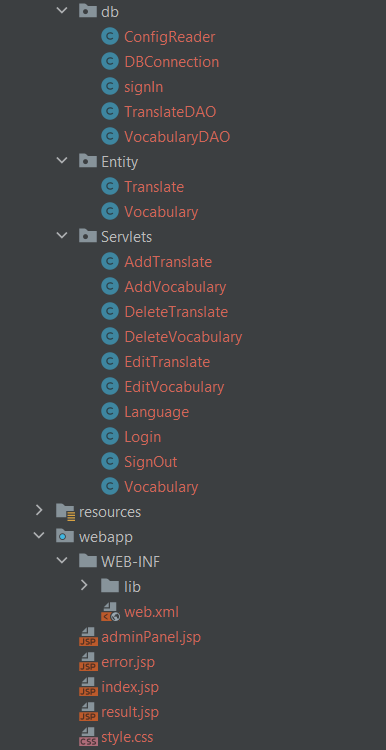 db
ConfigReader
DBConnection
signIn
TranslateDAO
VocabularyDAO
Entity
Translate
Vocabulary
Servlets
AddTranslate
AddVocabulary
DeleteTranslate
DeleteVocabulary
EditTranslate
EditVocabulary
Language
Login
SignOut
Vocabulary
resources
webapp
WEB-INF
lib
web.xml
adminPanel.jsp
error.jsp
index.jsp
result.jsp
style.css